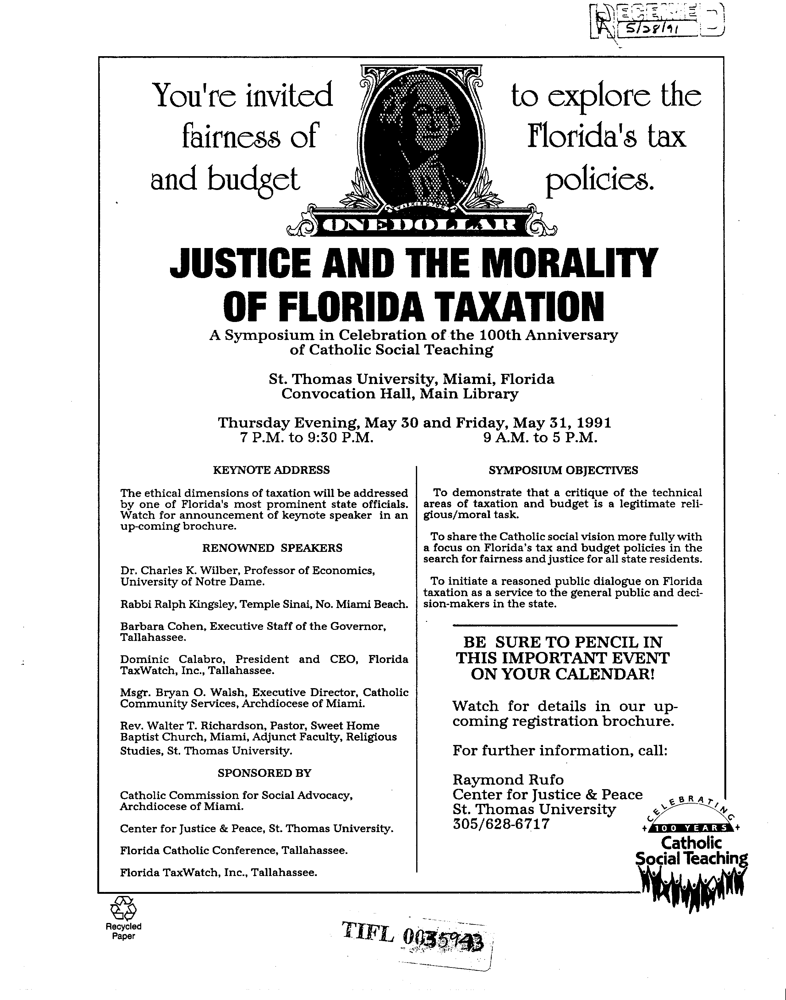 RECEIVED
5/28/91
You're invited to explore the
fairness of Florida's tax
and budget policies.
ONE DOLLAR
JUSTICE AND THE MORALITY
OF FLORIDA TAXATION
A Symposium in Celebration of the 100th Anniversary
of Catholic Social Teaching
St. Thomas University, Miami, Florida
Convocation Hall, Main Library
Thursday Evening, May 30 and Friday, May 31, 1991
7 P.M. to 9:30 P.M. 9 A.M. to 5 P.M.
KEYNOTE ADDRESS
The ethical dimensions of taxation will be addressed
by one of Florida's most prominent state officials.
Watch for announcement of keynote speaker in an
up-coming brochure.
RENOWNED SPEAKERS
Dr. Charles K. Wilber, Professor of Economics,
University of Notre Dame.
Rabbi Ralph Kingsley, Temple Sinai, No. Miami Beach.
Barbara Cohen, Executive Staff of the Governor,
Tallahassee.
Dominic Calabro, President and CEO, Florida
TaxWatch, Inc., Tallahassee.
Msgr. Bryan O. Walsh, Executive Director, Catholic
Community Services, Archdiocese of Miami.
Rev. Walter T. Richardson, Pastor, Sweet Home
Baptist Church, Miami, Adjunct Faculty, Religious
Studies, St. Thomas University.
SPONSORED BY
Catholic Commission for Social Advocacy,
Archdiocese of Miami.
Center for Justice & Peace, St. Thomas University.
Florida Catholic Conference, Tallahassee.
Florida TaxWatch, Inc., Tallahassee.
SYMPOSIUM OBJECTIVES
To demonstrate that a critique of the technical
areas of taxation and budget is a legitimate reli-
gious/moral task.
To share the Catholic social vision more fully with
a focus on Florida's tax and budget policies in the
search for fairness and justice for all state residents.
To initiate a reasoned public dialogue on Florida
taxation as a service to the general public and deci-
sion-makers in the state.
BE SURE TO PENCIL IN
THIS IMPORTANT EVENT
ON YOUR CALENDAR!
Watch for details in our up-
coming registration brochure.
For further information, call:
Raymond Rufo
Center for Justice & Peace
St. Thomas University
305/628-6717
CELEBRATING
100 YEARS
Catholic
Social Teaching
Recycled
Paper
TIFL 0035943